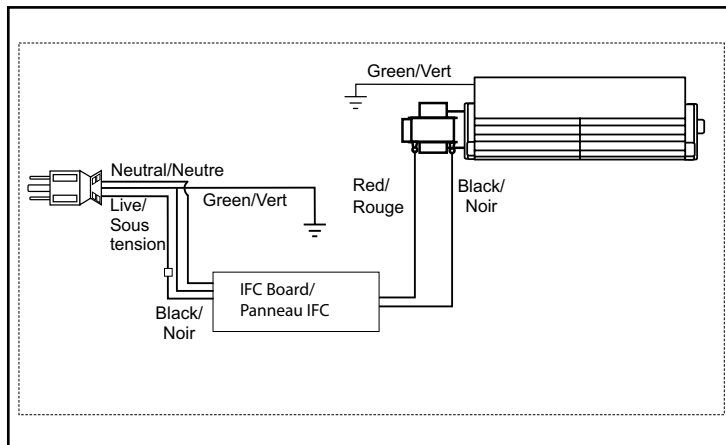 Green/Vert
Neutral/Neutre
Green/Vert
Live/
Sous
tension
Red/
Rouge
Black/
Noir
IFC Board/
Panneau IFC
Black/
Noir